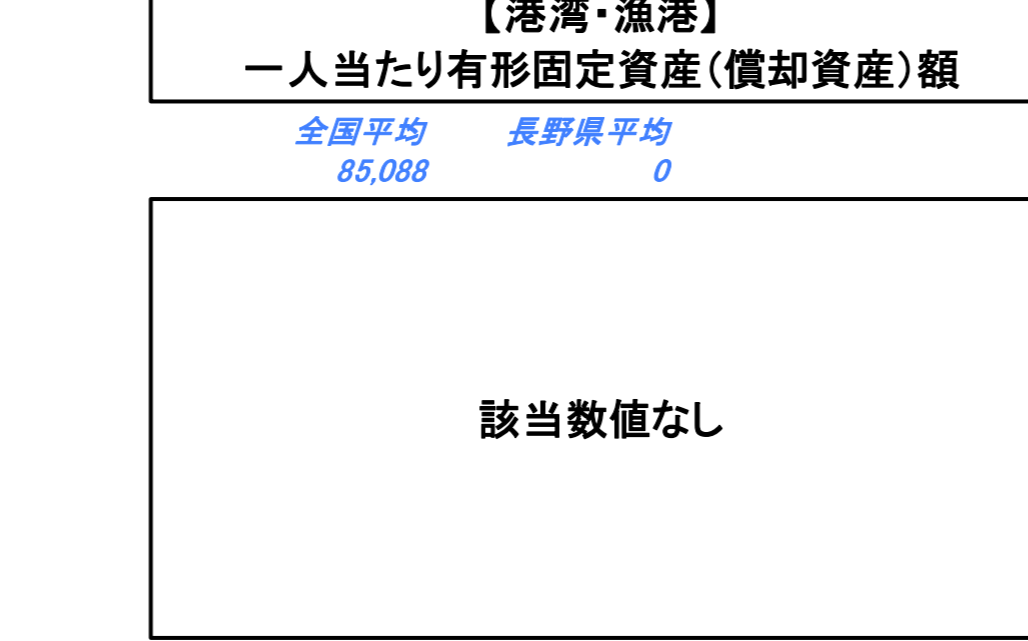 【港湾・漁港】
一人当たり有形固定資産（償却資産）額
全国平均 長野県平均
85,088 0
該当数値なし